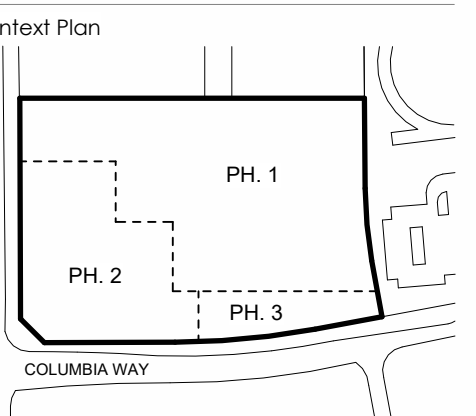 ntext Plan
PH. 1
PH. 2
PH. 3
COLUMBIA WAY